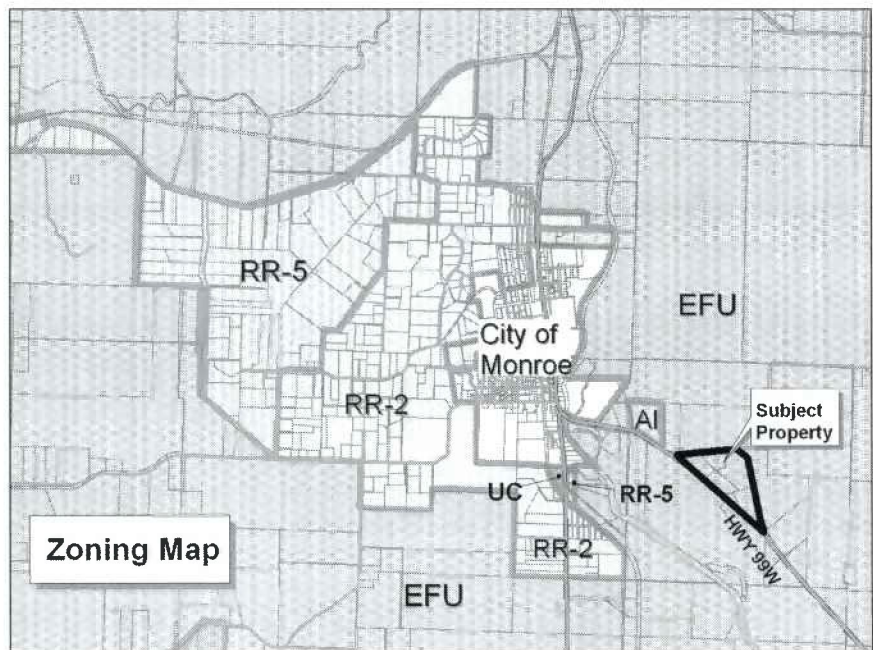 RR-5
EFU
City of
Monroe
RR-2
AI
Subject
Property
UC
RR-5
HWY 99W
RR-2
Zoning Map
EFU